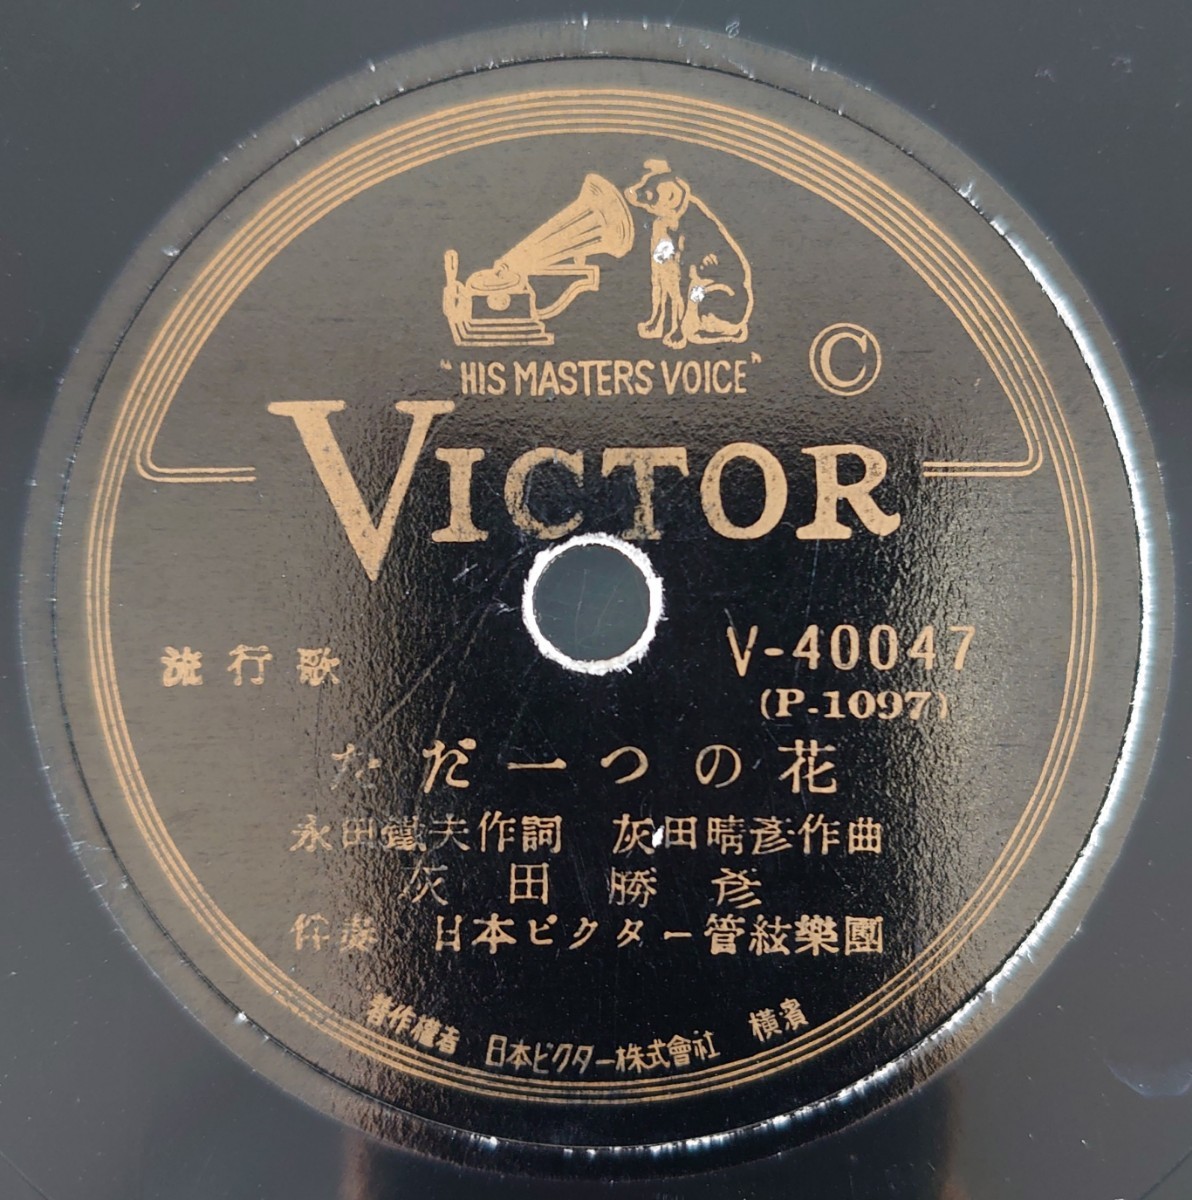 "HIS MASTERS VOICE"
Ⓒ
VICTOR
流行歌
V-40047
(P-1097)
ただ一つの花
永田鐵夫作詞 灰田晴彦作曲
灰田勝彦
伴奏 日本ビクター管絃樂團
著作權者 日本ビクター株式會社 橫濱